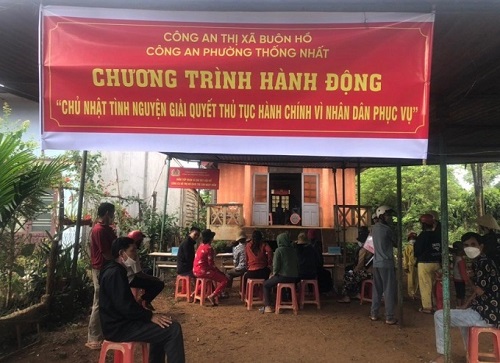 CÔNG AN THỊ XÃ BUÔN HỒ
CÔNG AN PHƯỜNG THỐNG NHẤT
CHƯƠNG TRÌNH HÀNH ĐỘNG
“CHỦ NHẬT TÌNH NGUYỆN GIẢI QUYẾT THỦ TỤC HÀNH CHÍNH VÌ NHÂN DÂN PHỤC VỤ”